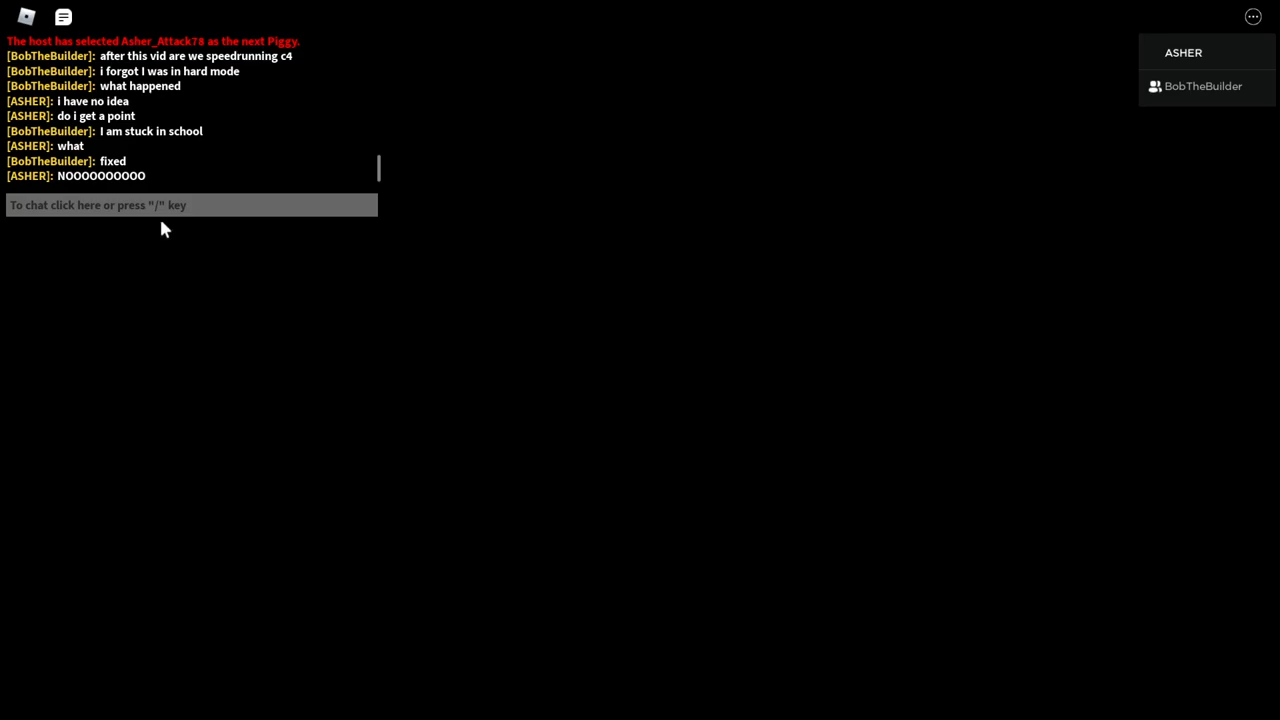 The host has selected Asher_Attack78 as the next Piggy.
[BobTheBuilder]: after this vid are we speedrunning c4
[BobTheBuilder]: i forgot I was in hard mode
[BobTheBuilder]: what happened
[ASHER]: i have no idea
[ASHER]: do i get a point
[BobTheBuilder]: I am stuck in school
[ASHER]: what
[BobTheBuilder]: fixed
[ASHER]: NOOOOOOOOOO
To chat click here or press "/" key
ASHER
BobTheBuilder